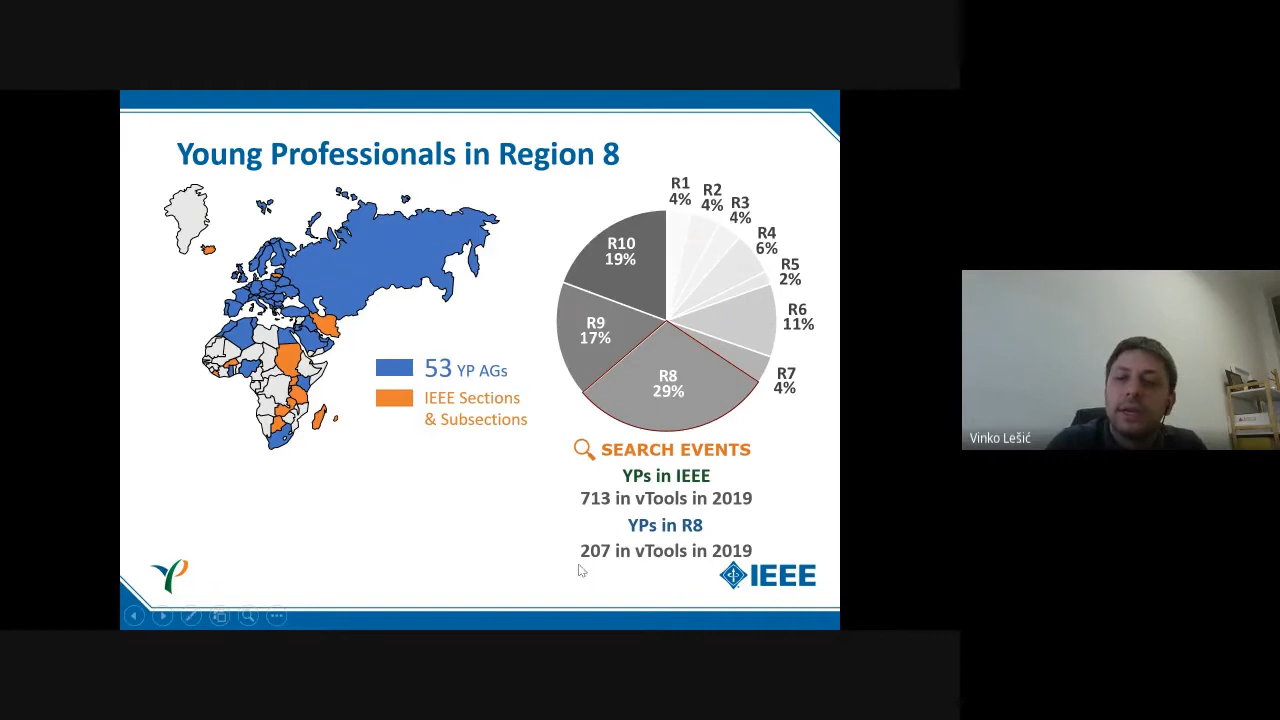 Young Professionals in Region 8
R1
4%
R2
4%
R3
4%
R4
6%
R5
2%
R6
11%
R7
4%
R8
29%
R9
17%
R10
19%
53 YP AGs
IEEE Sections
& Subsections
SEARCH EVENTS
YPs in IEEE
713 in vTools in 2019
YPs in R8
207 in vTools in 2019
IEEE
Vinko Lešić